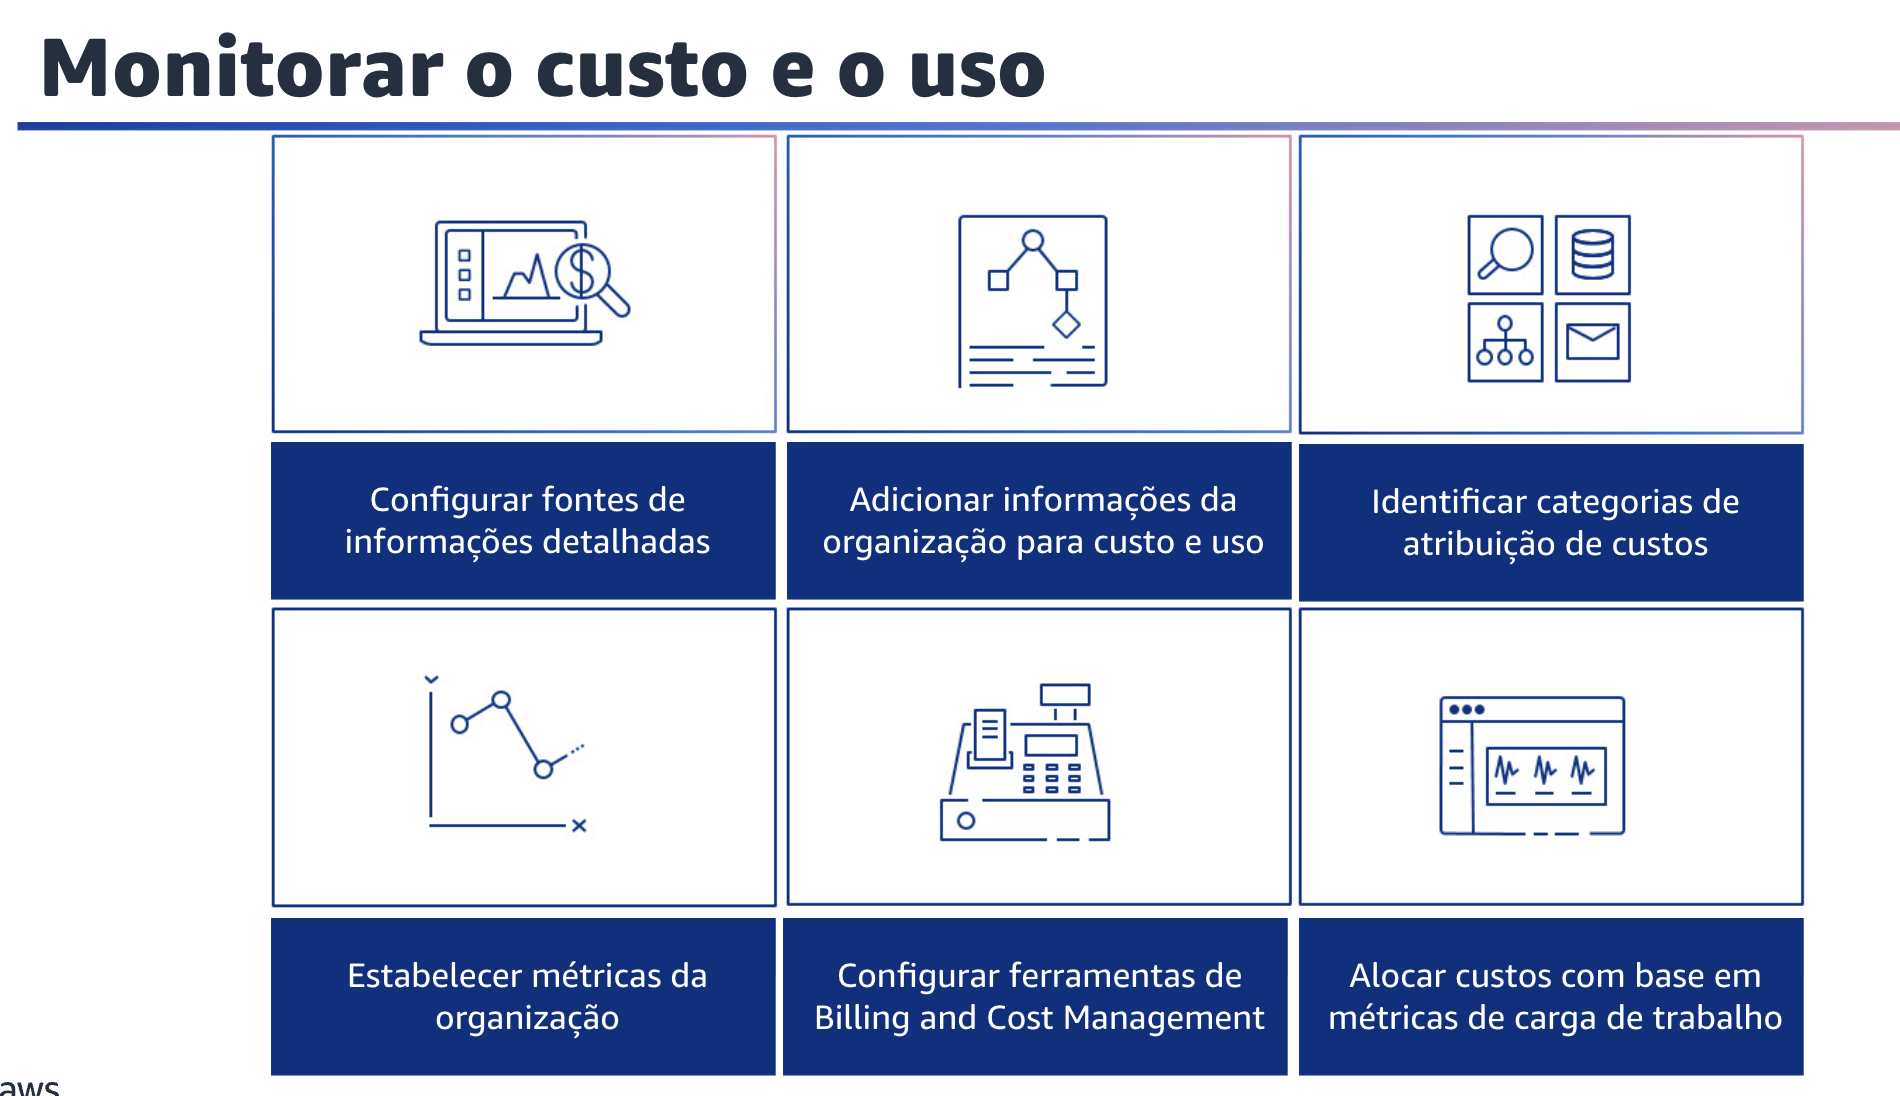 Monitorar o custo e o uso
Configurar fontes de
informações detalhadas
Adicionar informações da
organização para custo e uso
Identificar categorias de
atribuição de custos
Estabelecer métricas da
organização
Configurar ferramentas de
Billing and Cost Management
Alocar custos com base em
métricas de carga de trabalho
aws